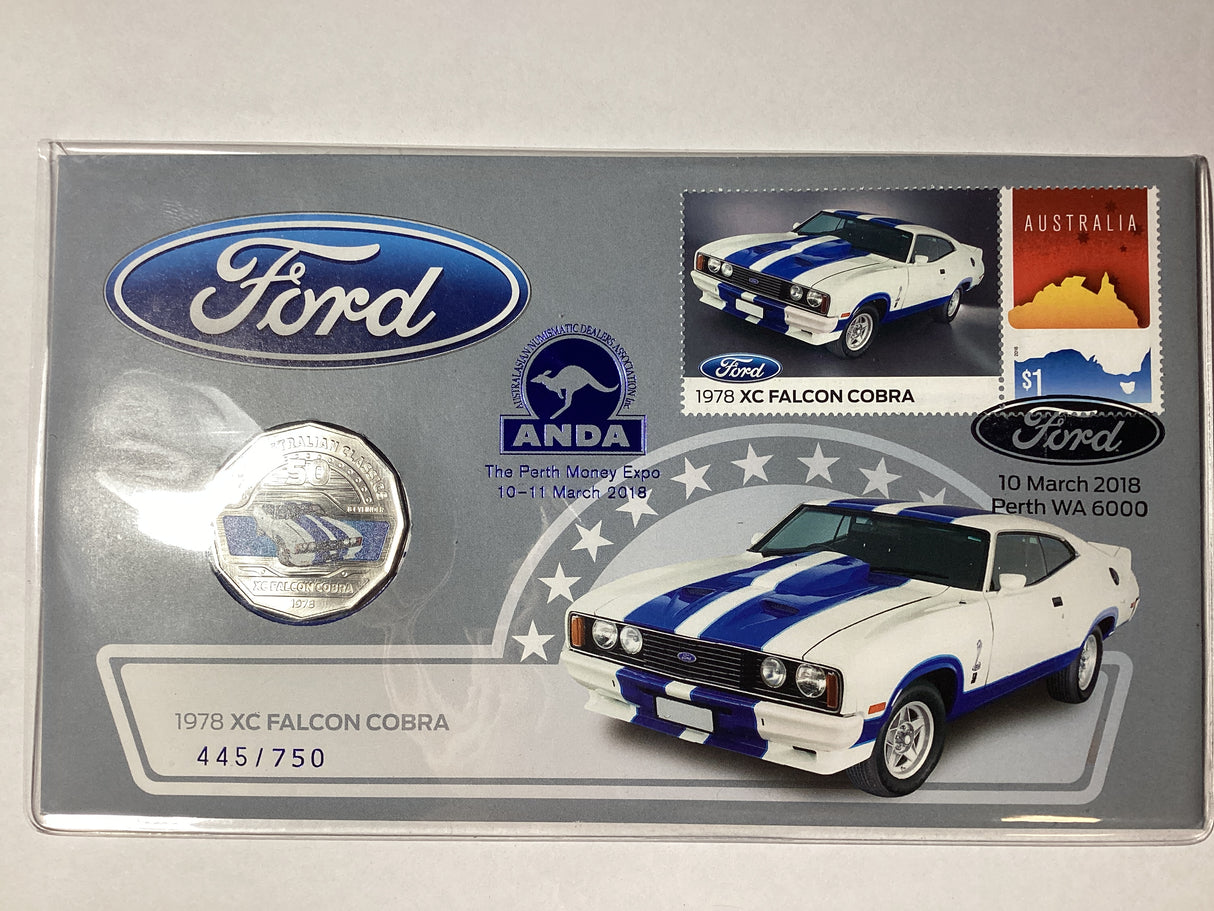 Ford
AUSTRALASIAN NUMISMATIC DEALERS ASSOCIATION Inc
ANDA
The Perth Money Expo
10-11 March 2018
AUSTRALIA
2018
$1
Ford
1978 XC FALCON COBRA
Ford
10 March 2018
Perth WA 6000
50
XC FALCON COBRA
1978
1978 XC FALCON COBRA
445/750